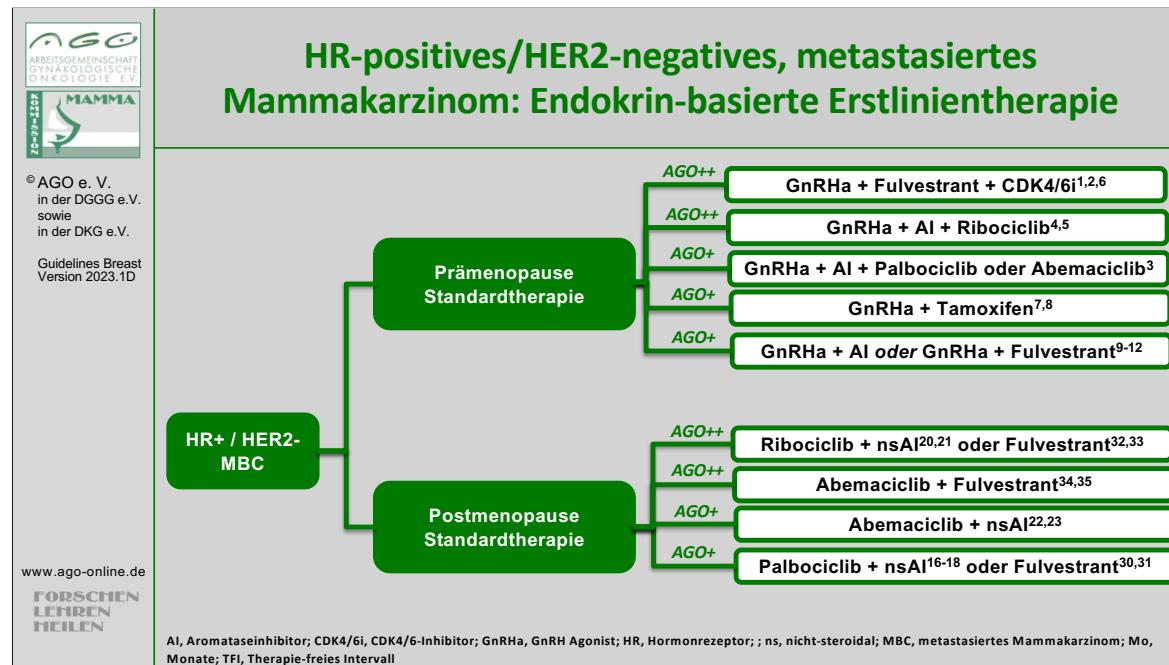 AGO
ARBEITSGEMEINSCHAFT
GYNÄKOLOGISCHE
ONKOLOGIE E.V.
KOMMISSION
MAMMA
© AGO e. V.
in der DGGG e.V.
sowie
in der DKG e.V.
Guidelines Breast
Version 2023.1D
www.ago-online.de
FORSCHEN
LEHREN
HEILEN
HR-positives/HER2-negatives, metastasiertes
Mammakarzinom: Endokrin-basierte Erstlinientherapie
HR+ / HER2-
MBC
Prämenopause
Standardtherapie
AGO++
GnRHa + Fulvestrant + CDK4/6i1,2,6
AGO++
GnRHa + AI + Ribociclib4,5
AGO+
GnRHa + AI + Palbociclib oder Abemaciclib3
AGO+
GnRHa + Tamoxifen7,8
AGO+
GnRHa + AI oder GnRHa + Fulvestrant9-12
Postmenopause
Standardtherapie
AGO++
Ribociclib + nsAI20,21 oder Fulvestrant32,33
AGO++
Abemaciclib + Fulvestrant34,35
AGO+
Abemaciclib + nsAI22,23
AGO+
Palbociclib + nsAI16-18 oder Fulvestrant30,31
AI, Aromataseinhibitor; CDK4/6i, CDK4/6-Inhibitor; GnRHa, GnRH Agonist; HR, Hormonrezeptor; ; ns, nicht-steroidal; MBC, metastasiertes Mammakarzinom; Mo,
Monate; TFI, Therapie-freies Intervall